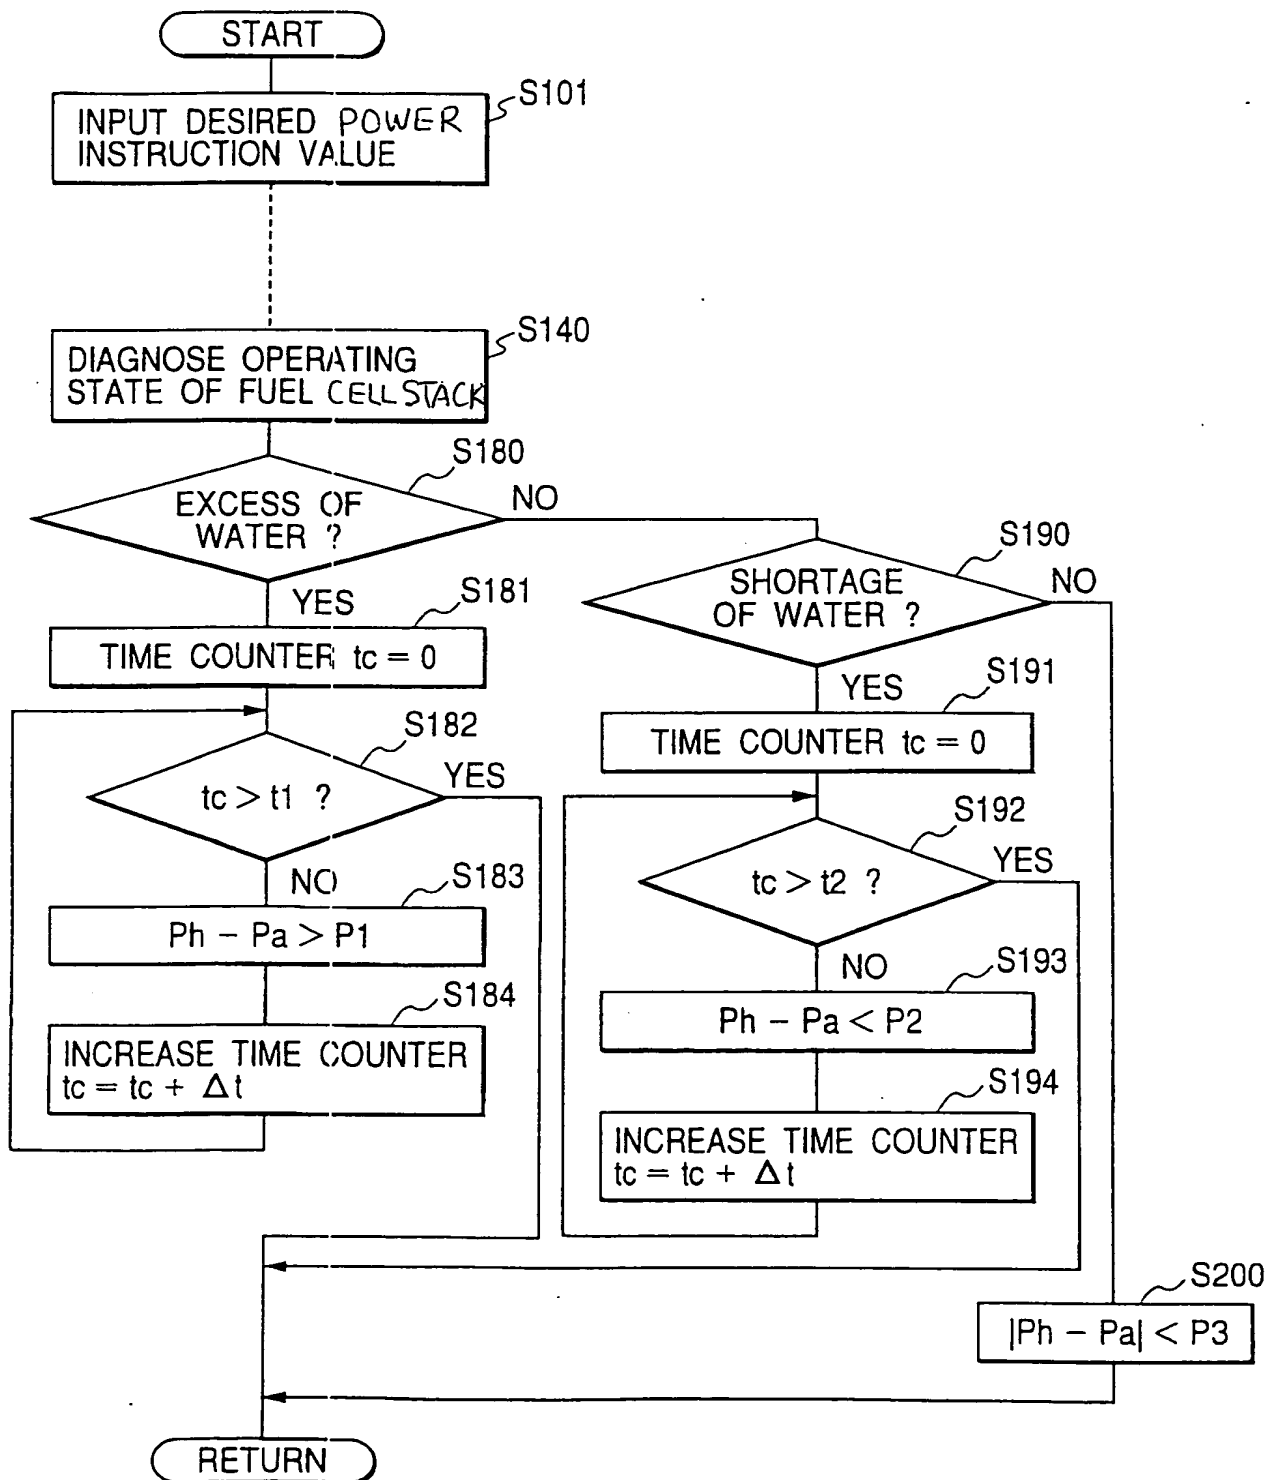 START
S101
INPUT DESIRED POWER
INSTRUCTION VALUE
S140
DIAGNOSE OPERATING
STATE OF FUEL CELL STACK
S180
EXCESS OF
WATER ?
NO
YES
S181
TIME COUNTER tc = 0
S182
tc > t1 ?
YES
NO
S183
Ph – Pa > P1
S184
INCREASE TIME COUNTER
tc = tc + Δt
S190
SHORTAGE
OF WATER ?
NO
YES
S191
TIME COUNTER tc = 0
S192
tc > t2 ?
YES
NO
S193
Ph – Pa < P2
S194
INCREASE TIME COUNTER
tc = tc + Δt
S200
|Ph – Pa| < P3
RETURN